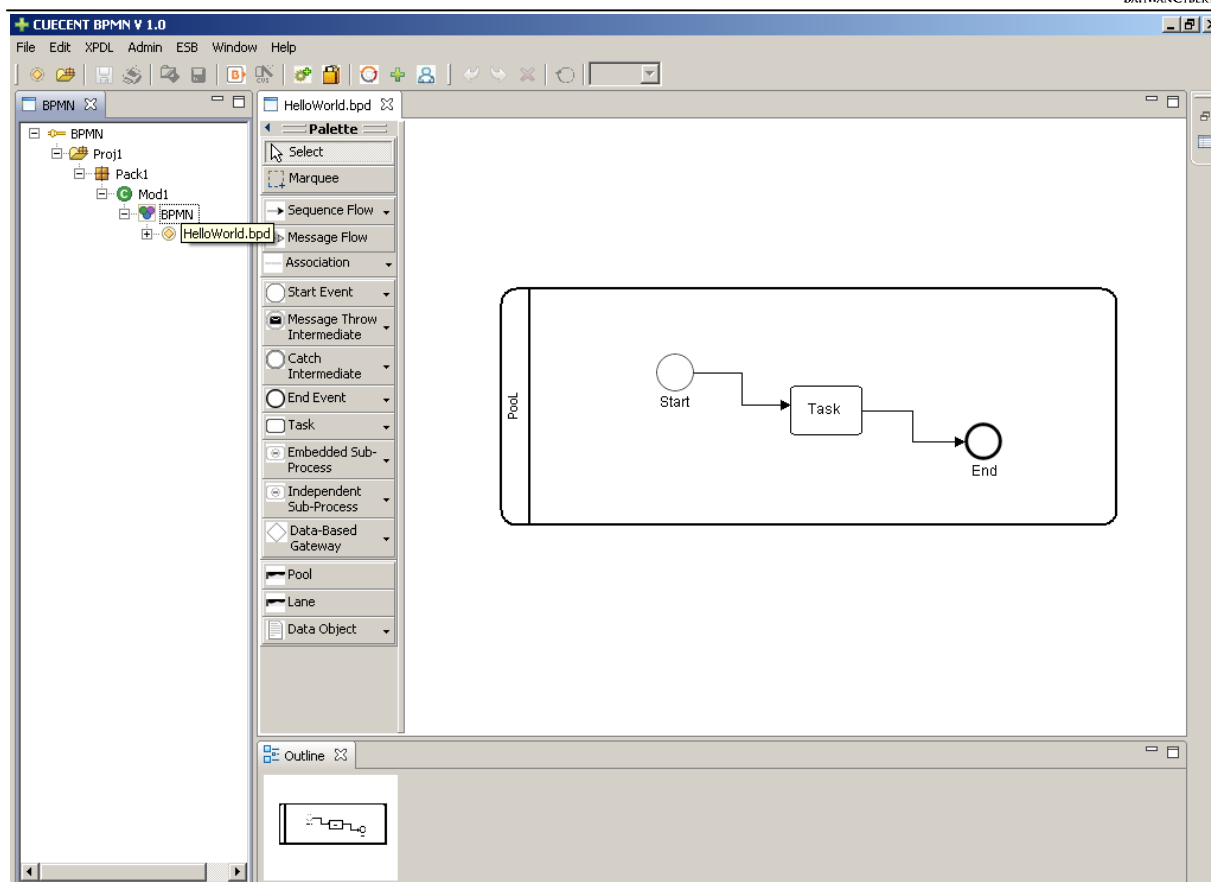 CUECENT BPMN V 1.0
File Edit XPDL Admin ESB Window Help
BPMN
HelloWorld.bpd
BPMN
Proj1
Pack1
Mod1
BPMN
HelloWorld.bpd
Palette
Select
Marquee
Sequence Flow
Message Flow
Association
Start Event
Message Throw
Intermediate
Catch
Intermediate
End Event
Task
Embedded Sub-
Process
Independent
Sub-Process
Data-Based
Gateway
Pool
Lane
Data Object
PooL
Start
Task
End
Outline